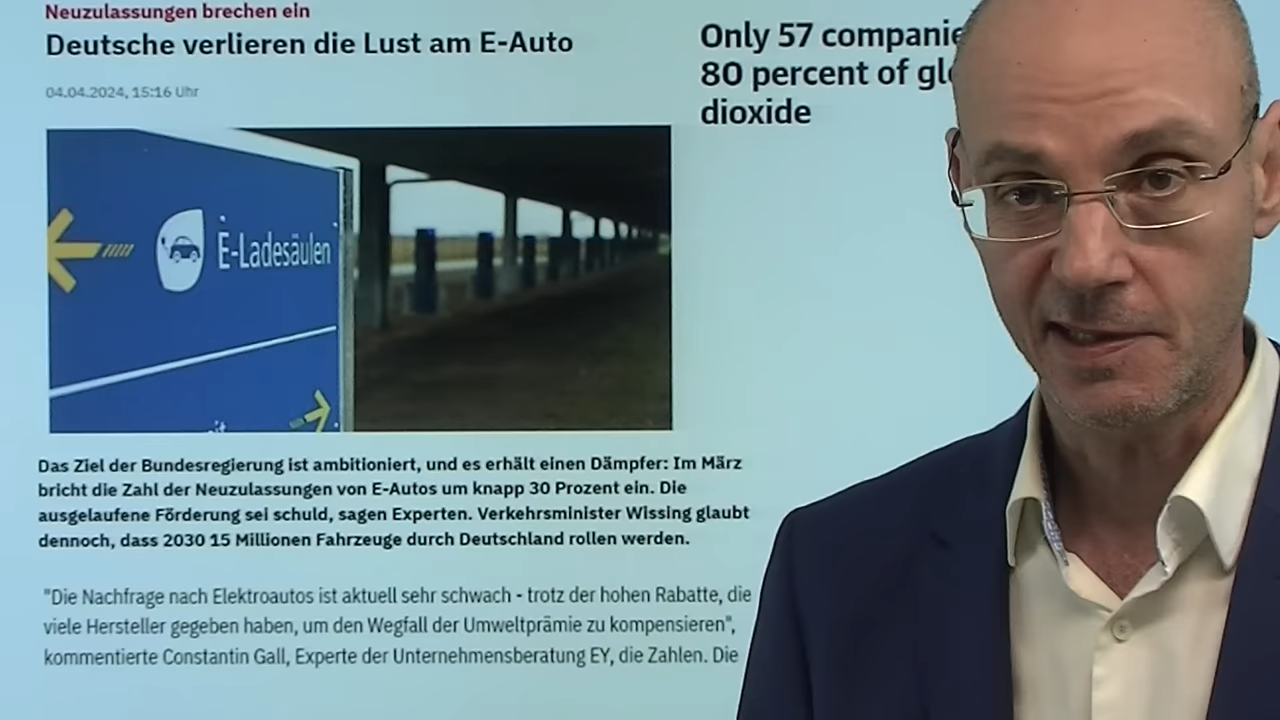 Neuzulassungen brechen ein
Deutsche verlieren die Lust am E-Auto
04.04.2024, 15:16 Uhr
E-Ladesäulen
Das Ziel der Bundesregierung ist ambitioniert, und es erhält einen Dämpfer: Im März
bricht die Zahl der Neuzulassungen von E-Autos um knapp 30 Prozent ein. Die
ausgelaufene Förderung sei schuld, sagen Experten. Verkehrsminister Wissing glaubt
dennoch, dass 2030 15 Millionen Fahrzeuge durch Deutschland rollen werden.
"Die Nachfrage nach Elektroautos ist aktuell sehr schwach - trotz der hohen Rabatte, die
viele Hersteller gegeben haben, um den Wegfall der Umweltprämie zu kompensieren",
kommentierte Constantin Gall, Experte der Unternehmensberatung EY, die Zahlen. Die
Only 57 companie
80 percent of gl
dioxide